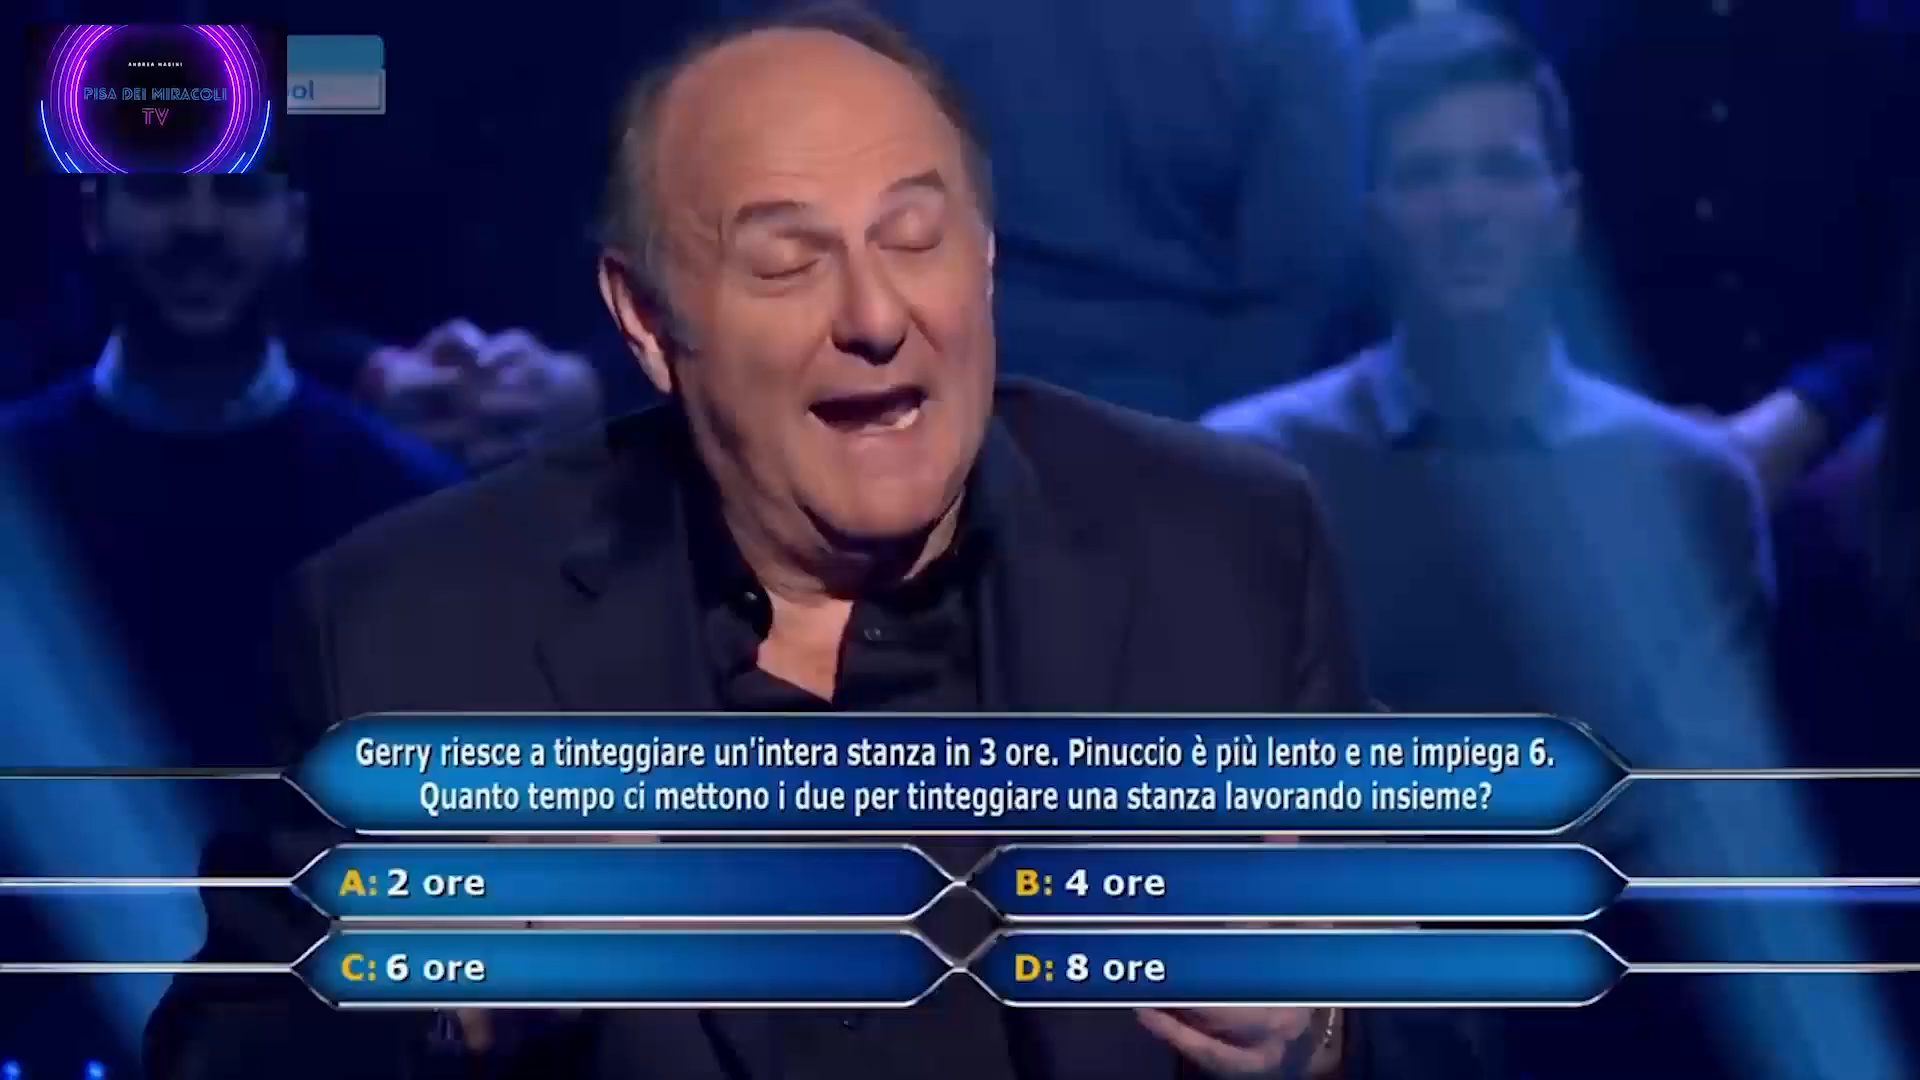 ANDREA MADINI
PISA DEI MIRACOLI
TV
Gerry riesce a tinteggiare un'intera stanza in 3 ore. Pinuccio è più lento e ne impiega 6.
Quanto tempo ci mettono i due per tinteggiare una stanza lavorando insieme?
A: 2 ore
B: 4 ore
C: 6 ore
D: 8 ore